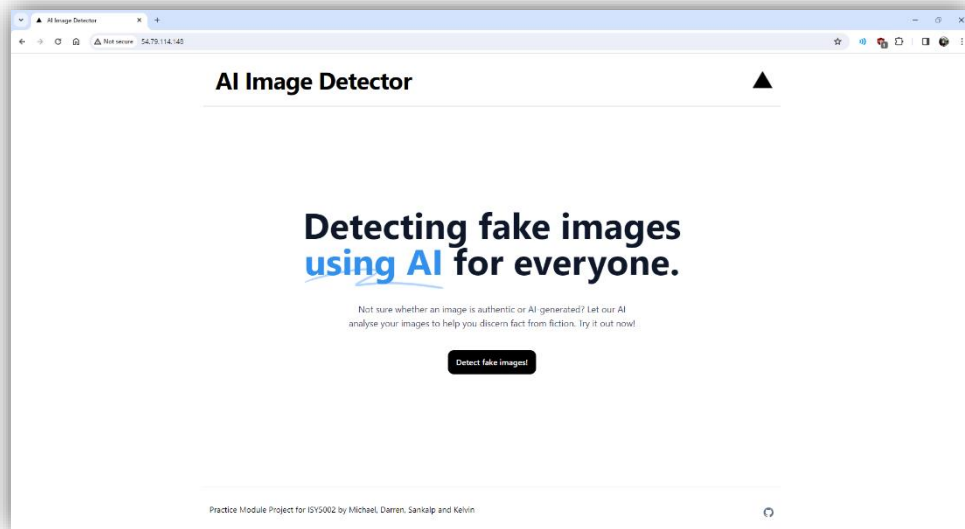 AI Image Detector
Not secure 54.79.114.148
AI Image Detector
Detecting fake images
using AI for everyone.
Not sure whether an image is authentic or AI generated? Let our AI
analyse your images to help you discern fact from fiction. Try it out now!
Detect fake images!
Practice Module Project for ISY5002 by Michael, Darren, Sankalp and Kelvin